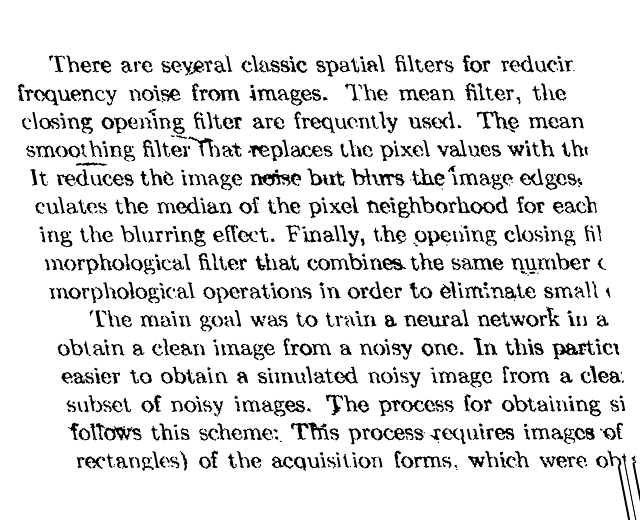 There are several classic spatial filters for reducin
frequency noise from images. The mean filter, the
closing opening filter are frequently used. The mean
smoothing filter that replaces the pixel values with the
It reduces the image noise but blurs the image edges.
culates the median of the pixel neighborhood for each
ing the blurring effect. Finally, the opening closing fil
morphological filter that combines the same number
morphological operations in order to eliminate small
The main goal was to train a neural network in a
obtain a clean image from a noisy one. In this partic
easier to obtain a simulated noisy image from a clea
subset of noisy images. The process for obtaining si
follows this scheme: This process requires images of
rectangles) of the acquisition forms, which were obt